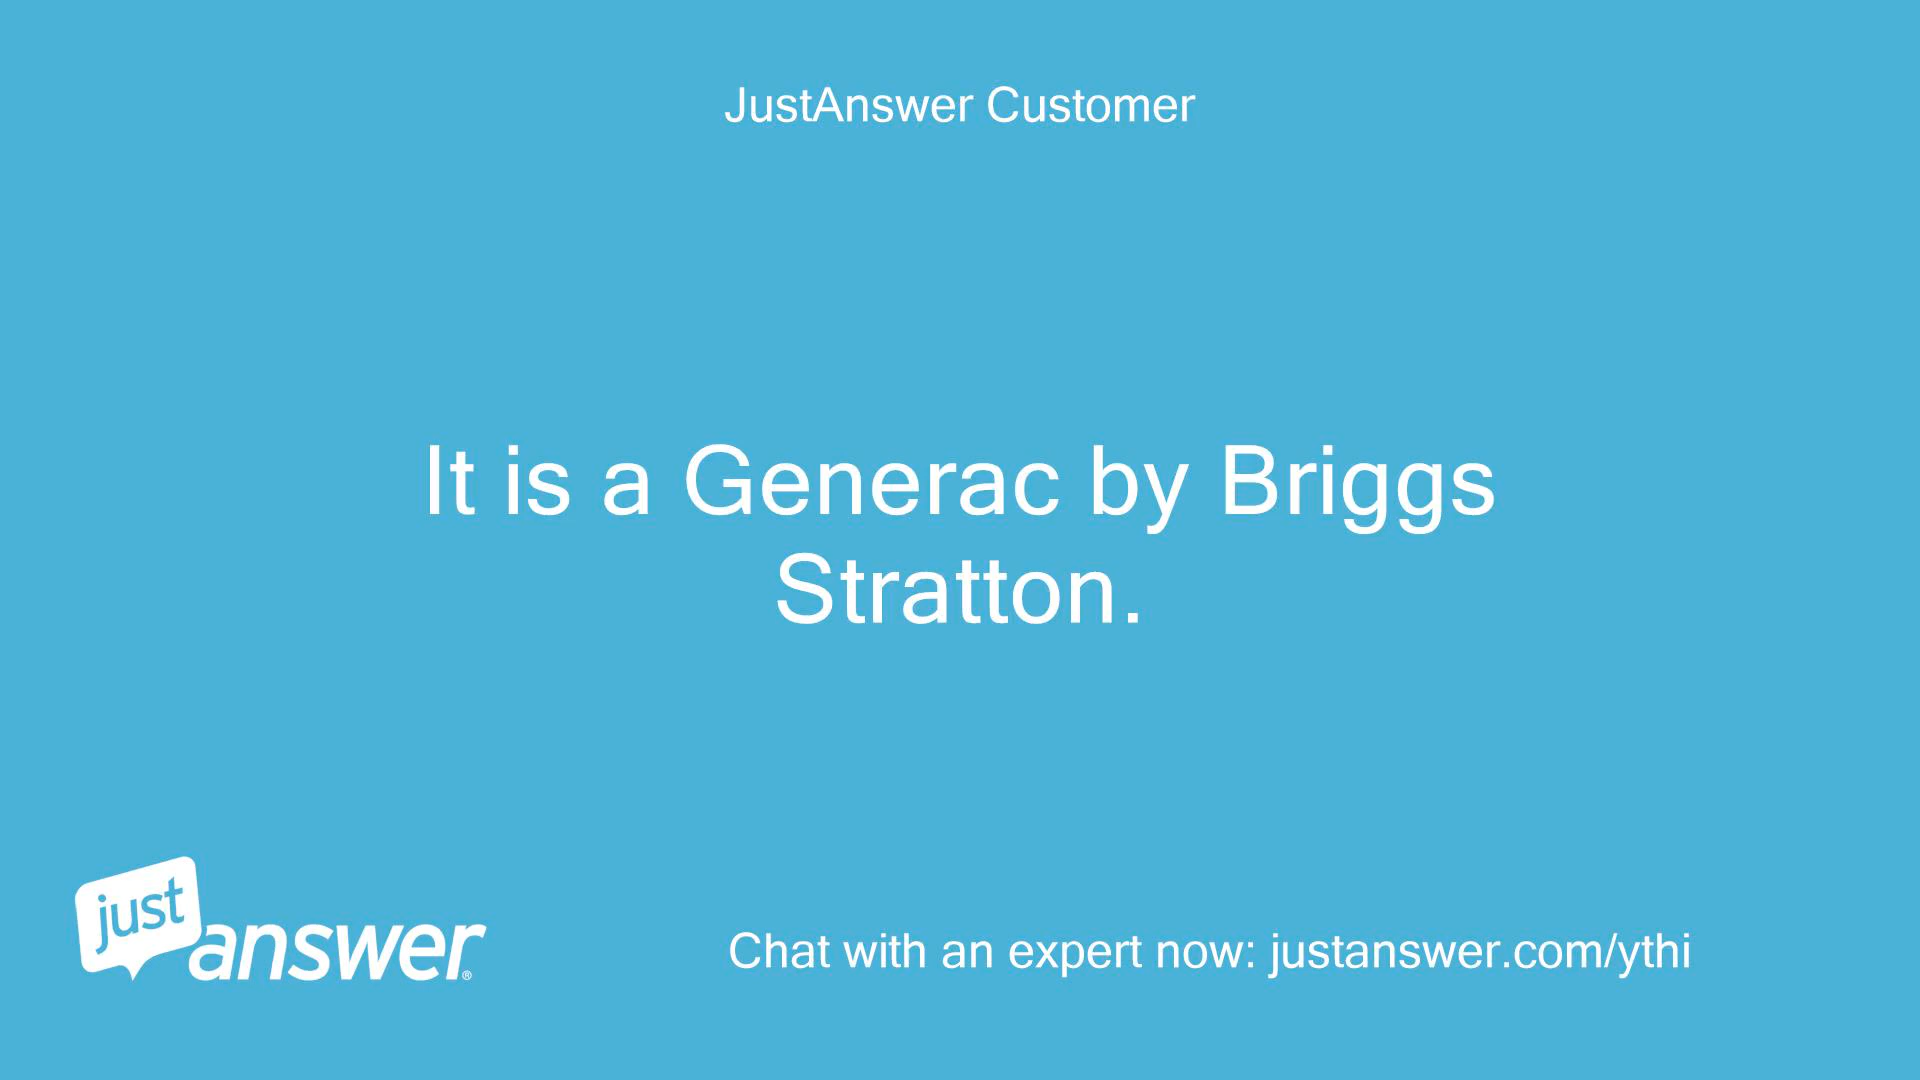 JustAnswer Customer
It is a Generac by Briggs
Stratton.
just
answer®
Chat with an expert now: justanswer.com/ythi